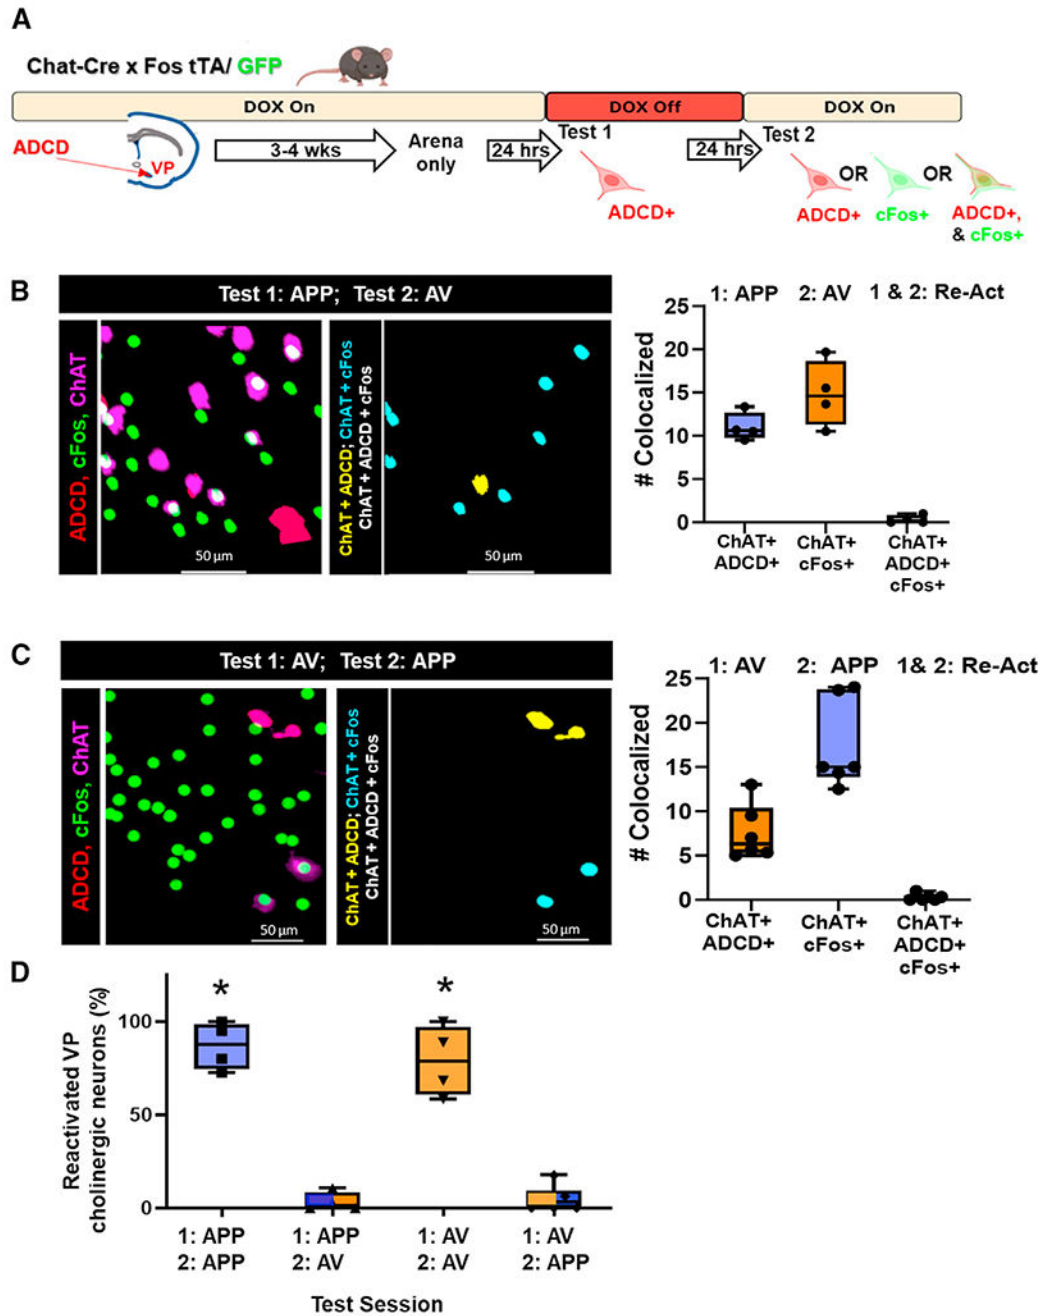 A
Chat-Cre x Fos tTA/ GFP
DOX On
DOX Off
DOX On
ADCD
VP
3-4 wks
Arena
only
24 hrs
Test 1
ADCD+
24 hrs
Test 2
OR
OR
ADCD+
cFos+
ADCD+,
& cFos+
B
Test 1: APP; Test 2: AV
ADCD, cFos, ChAT
50 µm
ChAT + ADCD; ChAT + cFos
ChAT + ADCD + cFos
50 µm
1: APP 2: AV 1 & 2: Re-Act
# Colocalized
25
20
15
10
5
0
ChAT+
ADCD+
ChAT+
cFos+
ChAT+
ADCD+
cFos+
C
Test 1: AV; Test 2: APP
ADCD, cFos, ChAT
50 µm
ChAT + ADCD; ChAT + cFos
ChAT + ADCD + cFos
50 µm
1: AV 2: APP 1& 2: Re-Act
# Colocalized
25
20
15
10
5
0
ChAT+
ADCD+
ChAT+
cFos+
ChAT+
ADCD+
cFos+
D
Reactivated VP
cholinergic neurons (%)
100
50
0
*
*
1: APP
2: APP
1: APP
2: AV
1: AV
2: AV
1: AV
2: APP
Test Session